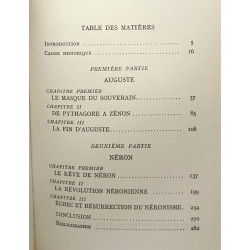 TABLE DES MATIÈRES
INTRODUCTION 5
CADRE HISTORIQUE 16
PREMIÈRE PARTIE
AUGUSTE
CHAPITRE PREMIER
LE MASQUE DU SOUVERAIN 37
CHAPITRE II
DE PYTHAGORE A ZÉNON 85
CHAPITRE III
LA FIN D'AUGUSTE 108
DEUXIÈME PARTIE
NÉRON
CHAPITRE PREMIER
LE RÊVE DE NÉRON 137
CHAPITRE II
LA RÉVOLUTION NÉRONIENNE 199
CHAPITRE III
ÉCHEC ET RÉSURRECTION DU NÉRONISME 234
CONCLUSION 270
BIBLIOGRAPHIE 282